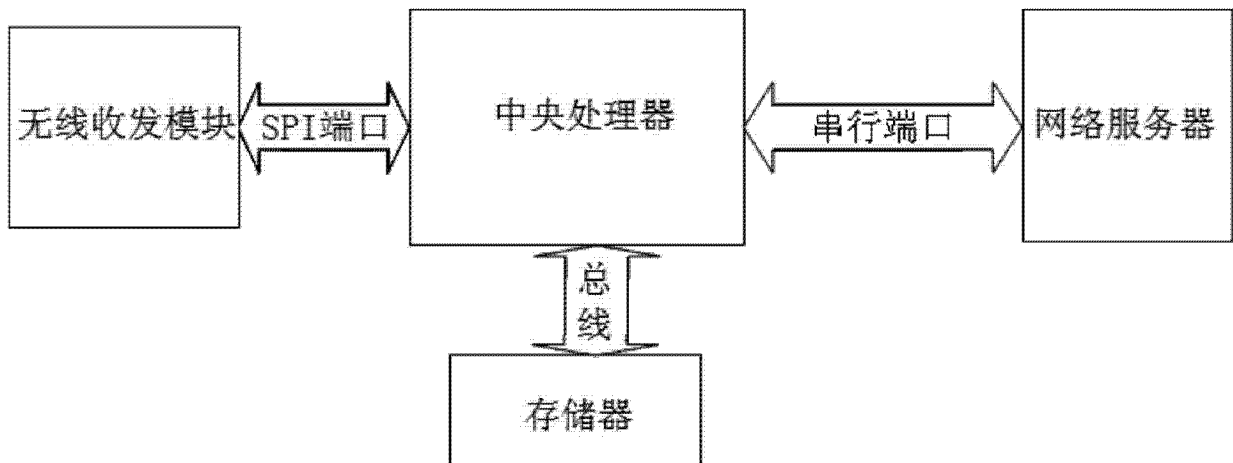 无线收发模块
SPI端口
中央处理器
串行端口
网络服务器
总
线
存储器